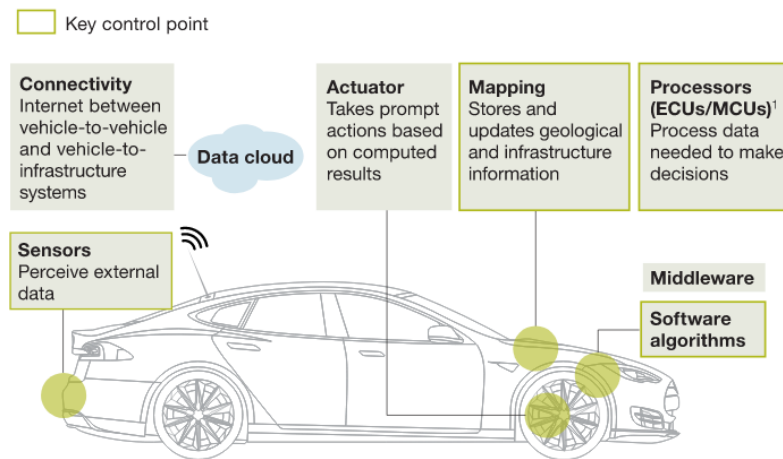 Key control point
Connectivity
Internet between
vehicle-to-vehicle
and vehicle-to-
infrastructure
systems
Data cloud
Actuator
Takes prompt
actions based
on computed
results
Mapping
Stores and
updates geological
and infrastructure
information
Processors
(ECUs/MCUs)¹
Process data
needed to make
decisions
Sensors
Perceive external
data
Middleware
Software
algorithms